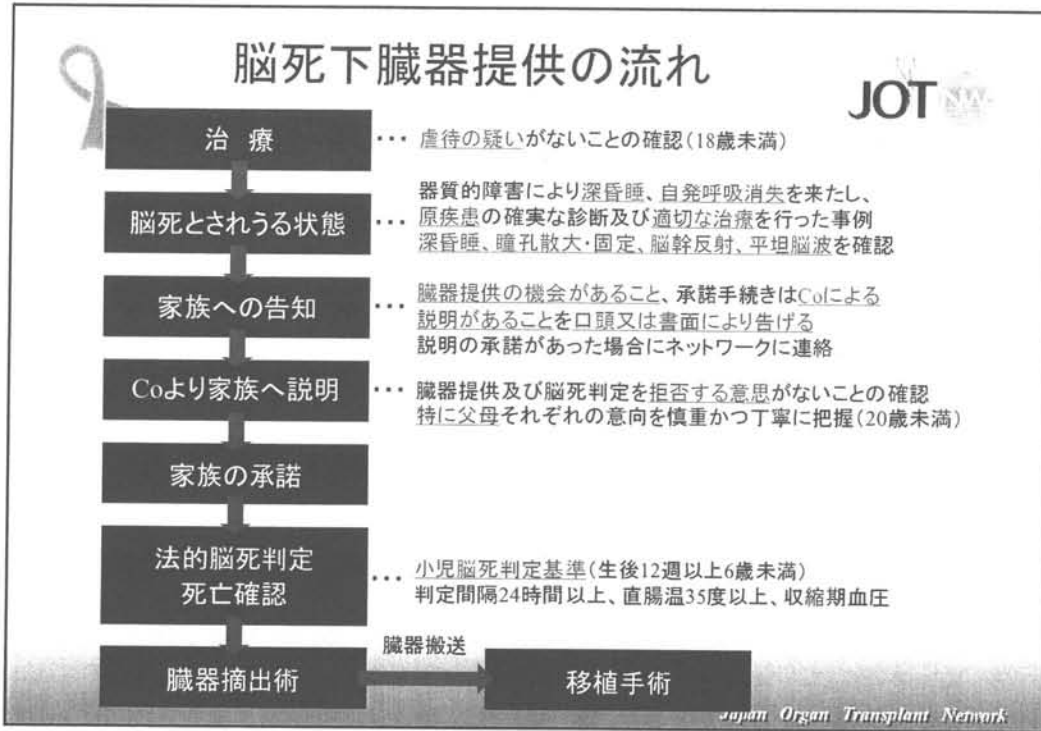 脳死下臓器提供の流れ
JOT NW
治 療
… 虐待の疑いがないことの確認（18歳未満）
脳死とされうる状態
… 器質的障害により深昏睡、自発呼吸消失を来たし、
原疾患の確実な診断及び適切な治療を行った事例
深昏睡、瞳孔散大・固定、脳幹反射、平坦脳波を確認
家族への告知
… 臓器提供の機会があること、承諾手続きはCoによる
説明があることを口頭又は書面により告げる
説明の承諾があった場合にネットワークに連絡
Coより家族へ説明
… 臓器提供及び脳死判定を拒否する意思がないことの確認
特に父母それぞれの意向を慎重かつ丁寧に把握（20歳未満）
家族の承諾
法的脳死判定
死亡確認
… 小児脳死判定基準（生後12週以上6歳未満）
判定間隔24時間以上、直腸温35度以上、収縮期血圧
臓器摘出術
臓器搬送
移植手術
Japan Organ Transplant Network